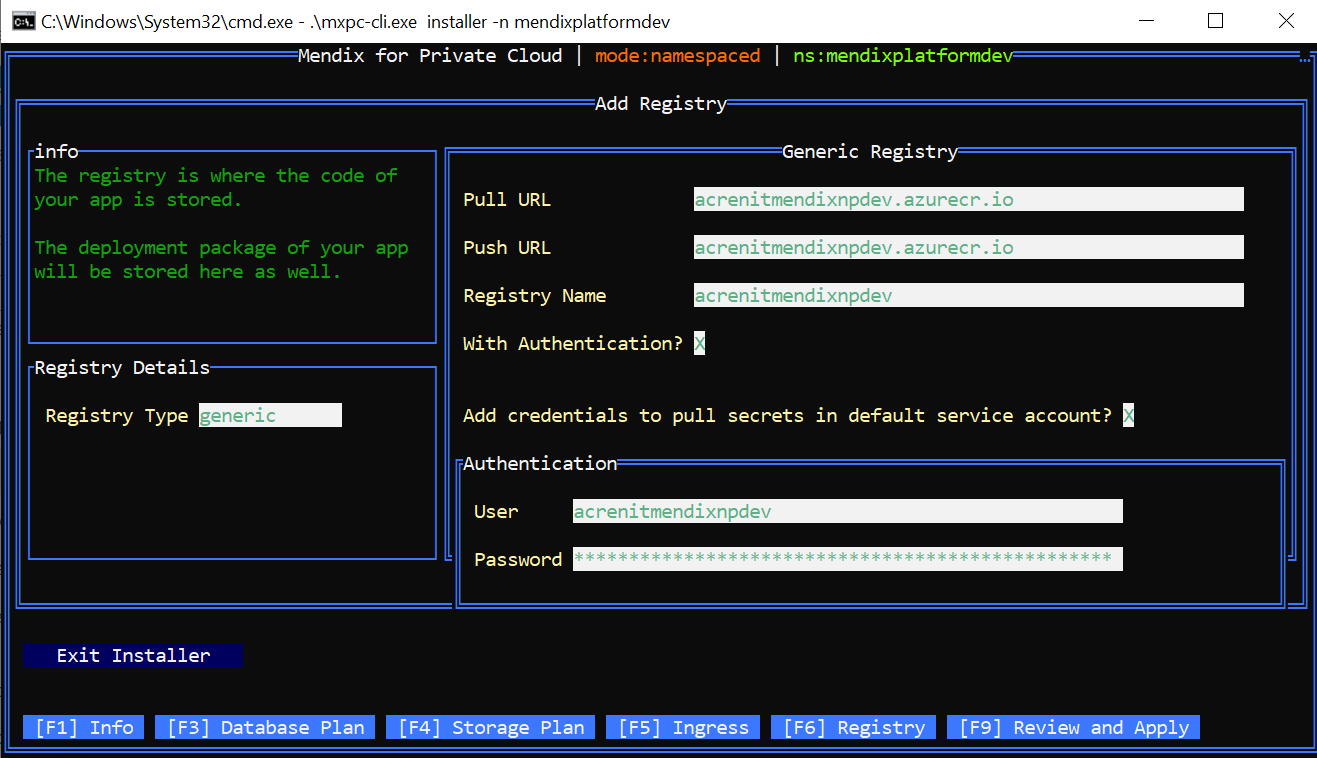 C:\Windows\System32\cmd.exe - .\mxpc-cli.exe  installer -n mendixplatformdev
Mendix for Private Cloud | mode:namespaced | ns:mendixplatformdev
Add Registry
info
The registry is where the code of
your app is stored.
The deployment package of your app
will be stored here as well.
Registry Details
Registry Type generic
Generic Registry
Pull URL acrenitmendixnpdev.azurecr.io
Push URL acrenitmendixnpdev.azurecr.io
Registry Name acrenitmendixnpdev
With Authentication? X
Add credentials to pull secrets in default service account? X
Authentication
User acrenitmendixnpdev
Password *************************************************
Exit Installer
[F1] Info [F3] Database Plan [F4] Storage Plan [F5] Ingress [F6] Registry [F9] Review and Apply